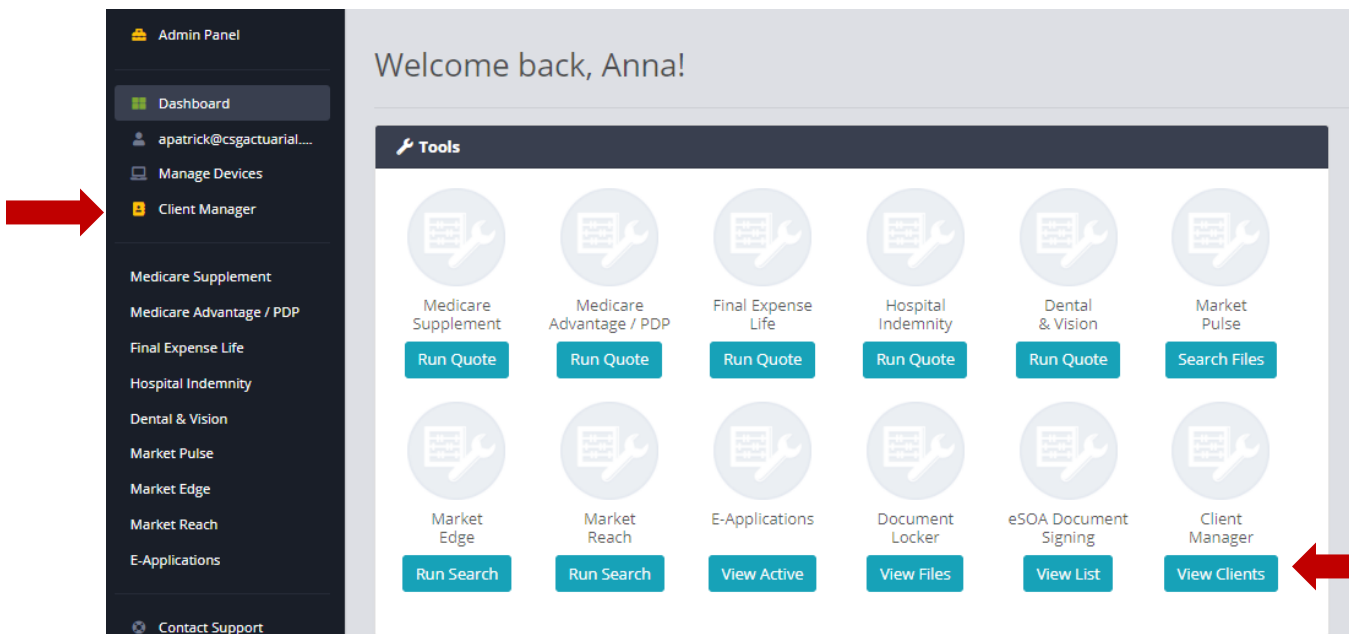 Admin Panel
Dashboard
apatrick@csgactuarial....
Manage Devices
Client Manager
Medicare Supplement
Medicare Advantage / PDP
Final Expense Life
Hospital Indemnity
Dental & Vision
Market Pulse
Market Edge
Market Reach
E-Applications
Contact Support
Welcome back, Anna!
Tools
Medicare
Supplement
Run Quote
Medicare
Advantage / PDP
Run Quote
Final Expense
Life
Run Quote
Hospital
Indemnity
Run Quote
Dental
& Vision
Run Quote
Market
Pulse
Search Files
Market
Edge
Run Search
Market
Reach
Run Search
E-Applications
View Active
Document
Locker
View Files
eSOA Document
Signing
View List
Client
Manager
View Clients